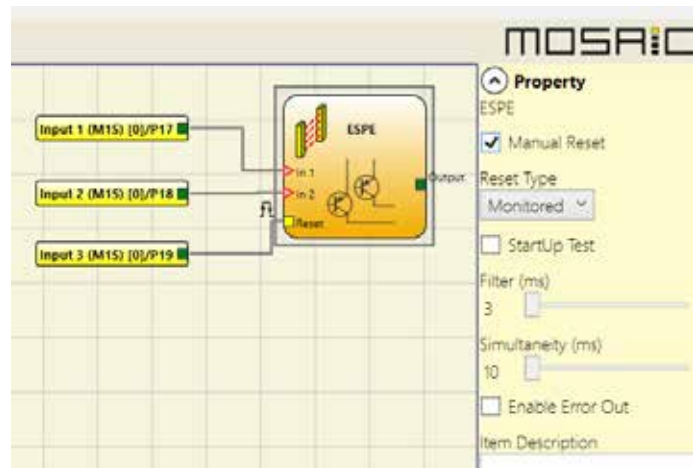 MOSAIC
Property
ESPE
Manual Reset
Reset Type
Monitored
StartUp Test
Filter (ms)
3
Simultaneity (ms)
10
Enable Error Out
Item Description
Input 1 (M1S) [0]/P17
Input 2 (M1S) [0]/P18
Input 3 (M1S) [0]/P19
ESPE
In 1
In 2
Reset
Output